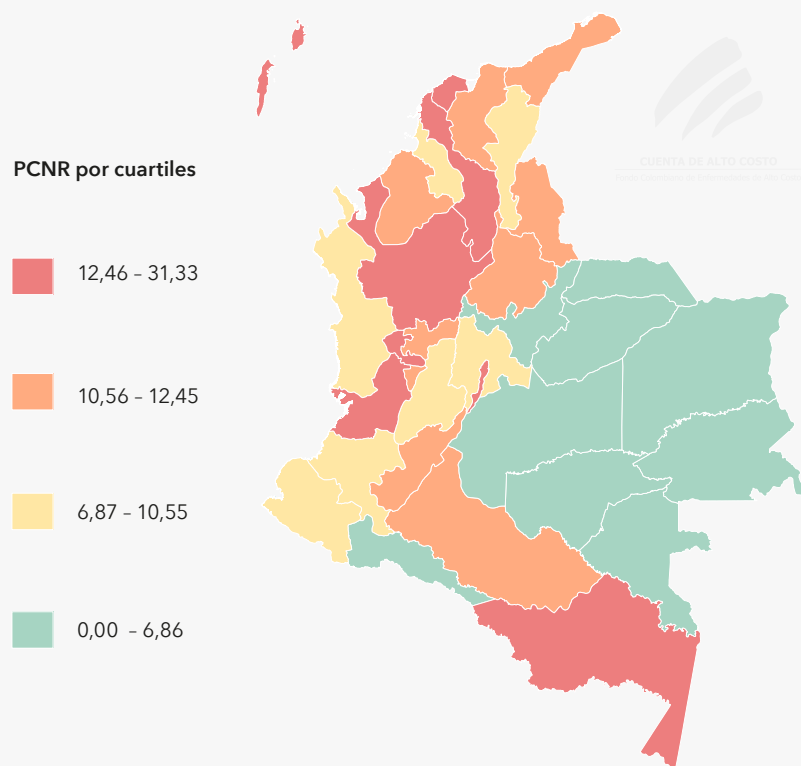 CUENTA DE ALTO COSTO
PCNR por cuartiles
12,46 – 31,33
10,56 – 12,45
6,87 – 10,55
0,00 – 6,86